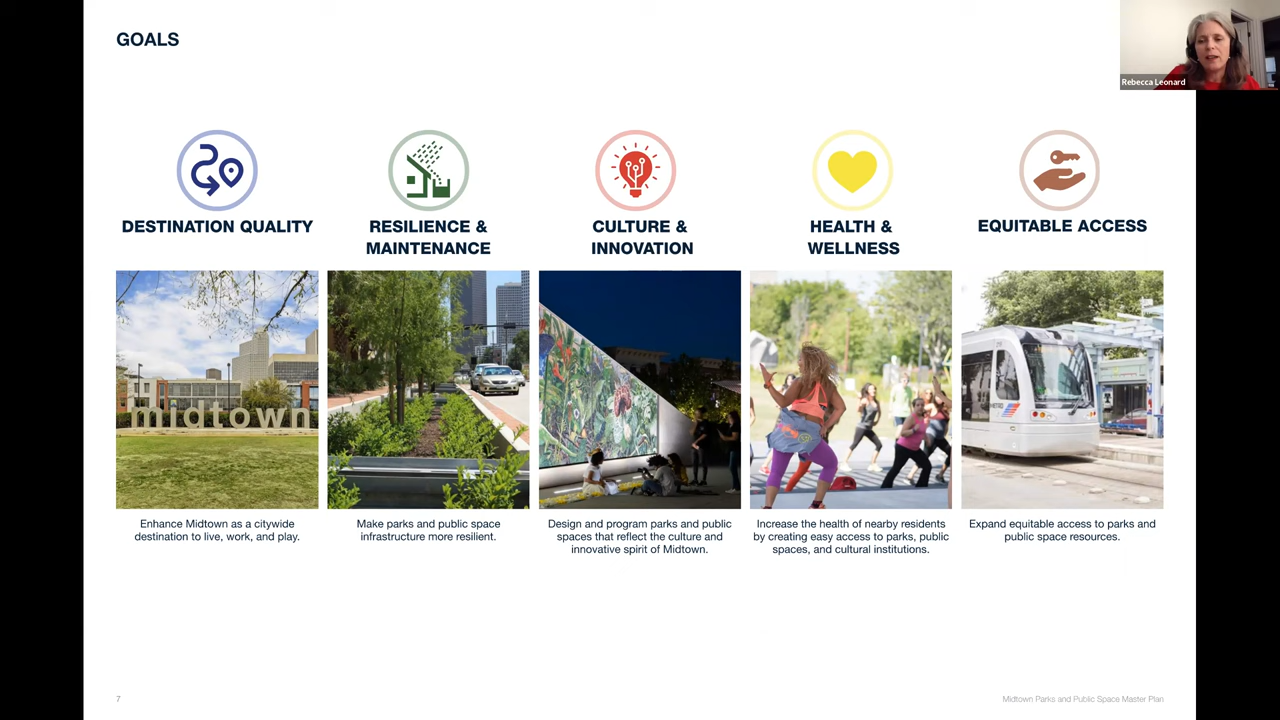 GOALS
Rebecca Leonard
DESTINATION QUALITY
RESILIENCE &
MAINTENANCE
CULTURE &
INNOVATION
HEALTH &
WELLNESS
EQUITABLE ACCESS
midtown
METRO
Enhance Midtown as a citywide
destination to live, work, and play.
Make parks and public space
infrastructure more resilient.
Design and program parks and public
spaces that reflect the culture and
innovative spirit of Midtown.
Increase the health of nearby residents
by creating easy access to parks, public
spaces, and cultural institutions.
Expand equitable access to parks and
public space resources.
7
Midtown Parks and Public Space Master Plan